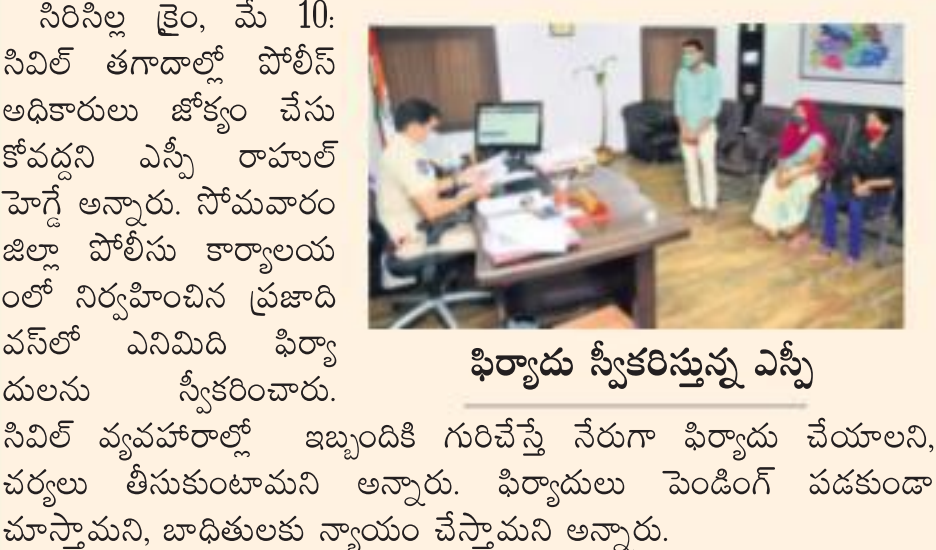 సిరిసిల్ల క్రైం, మే 10:
సివిల్ తగాదాల్లో పోలీస్
అధికారులు జోక్యం చేసు
కోవద్దని ఎస్పీ రాహుల్
హెగ్డే అన్నారు. సోమవారం
జిల్లా పోలీసు కార్యాలయ
ంలో నిర్వహించిన ప్రజాది
వస్‌లో ఎనిమిది ఫిర్యా
దులను స్వీకరించారు.
ఫిర్యాదు స్వీకరిస్తున్న ఎస్పీ
సివిల్ వ్యవహారాల్లో ఇబ్బందికి గురిచేస్తే నేరుగా ఫిర్యాదు చేయాలని,
చర్యలు తీసుకుంటామని అన్నారు. ఫిర్యాదులు పెండింగ్ పడకుండా
చూస్తామని, బాధితులకు న్యాయం చేస్తామని అన్నారు.